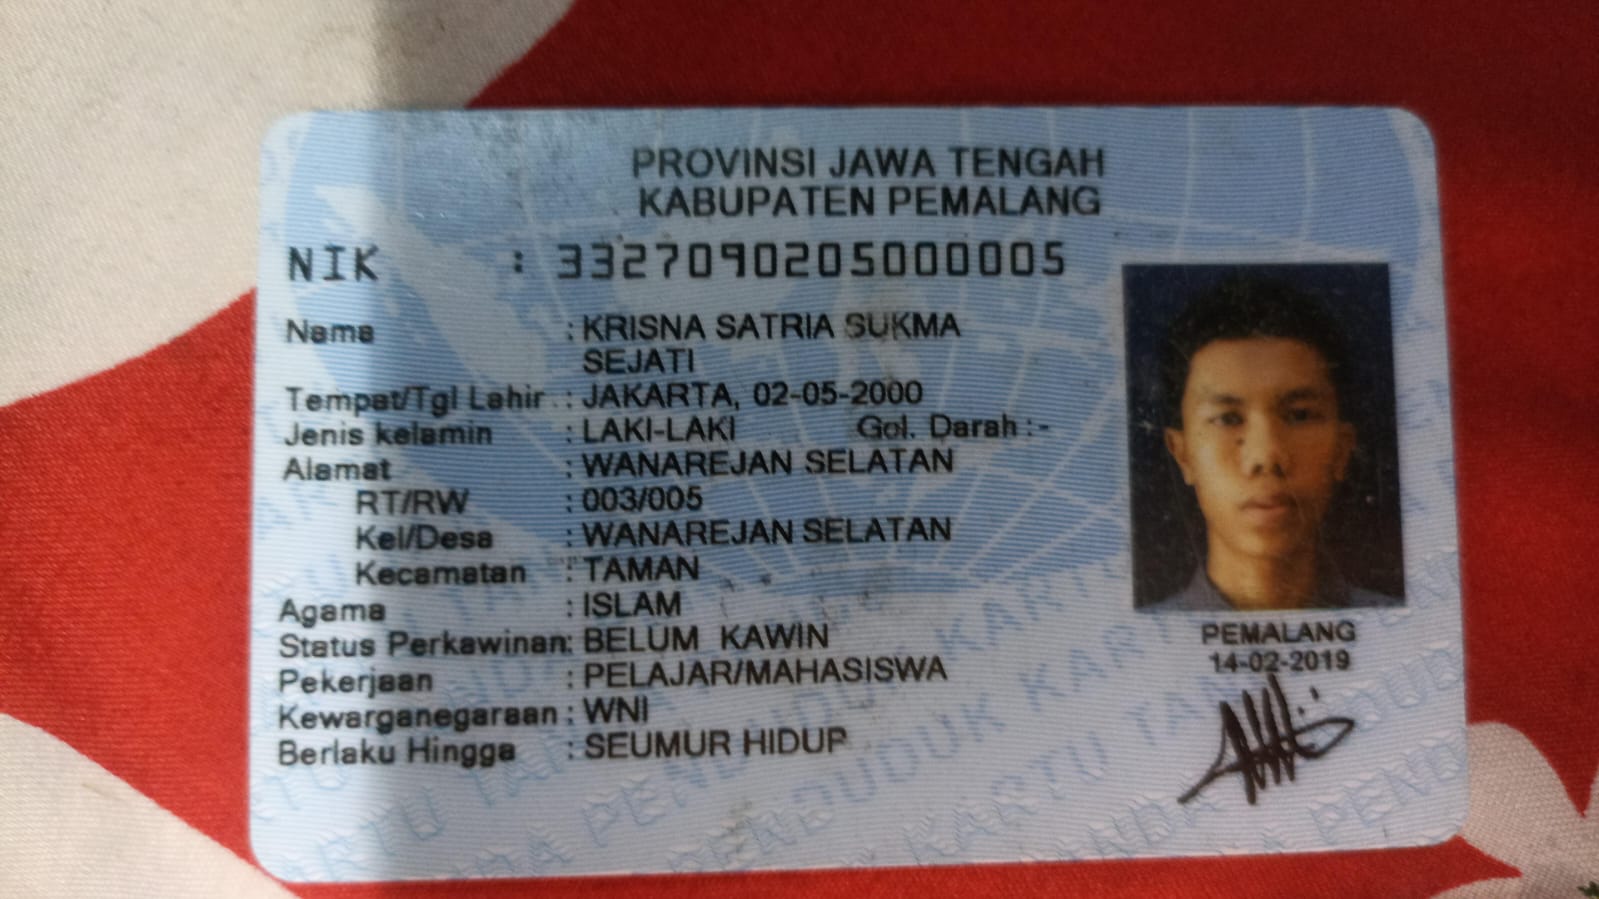 PROVINSI JAWA TENGAH
KABUPATEN PEMALANG
NIK : 3327090205000005
Nama : KRISNA SATRIA SUKMA
SEJATI
Tempat/Tgl Lahir : JAKARTA, 02-05-2000
Jenis kelamin : LAKI-LAKI Gol. Darah : -
Alamat : WANAREJAN SELATAN
RT/RW : 003/005
Kel/Desa : WANAREJAN SELATAN
Kecamatan : TAMAN
Agama : ISLAM
Status Perkawinan: BELUM KAWIN
Pekerjaan : PELAJAR/MAHASISWA
Kewarganegaraan : WNI
Berlaku Hingga : SEUMUR HIDUP
PEMALANG
14-02-2019